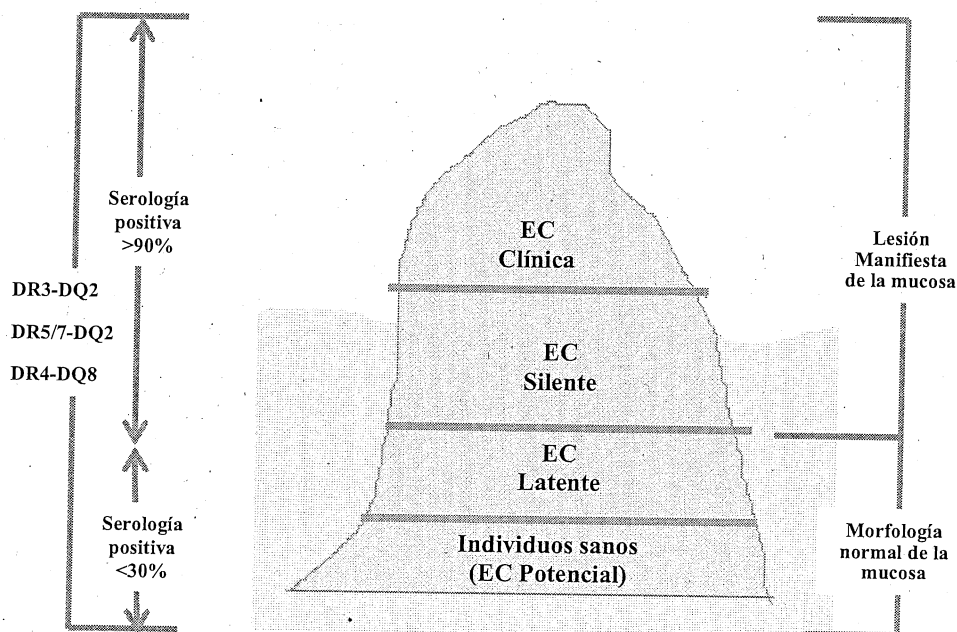 Serología
positiva
>90%
DR3-DQ2
DR5/7-DQ2
DR4-DQ8
Serología
positiva
<30%
EC
Clínica
EC
Silente
EC
Latente
Individuos sanos
(EC Potencial)
Lesión
Manifiesta
de la mucosa
Morfología
normal de la
mucosa